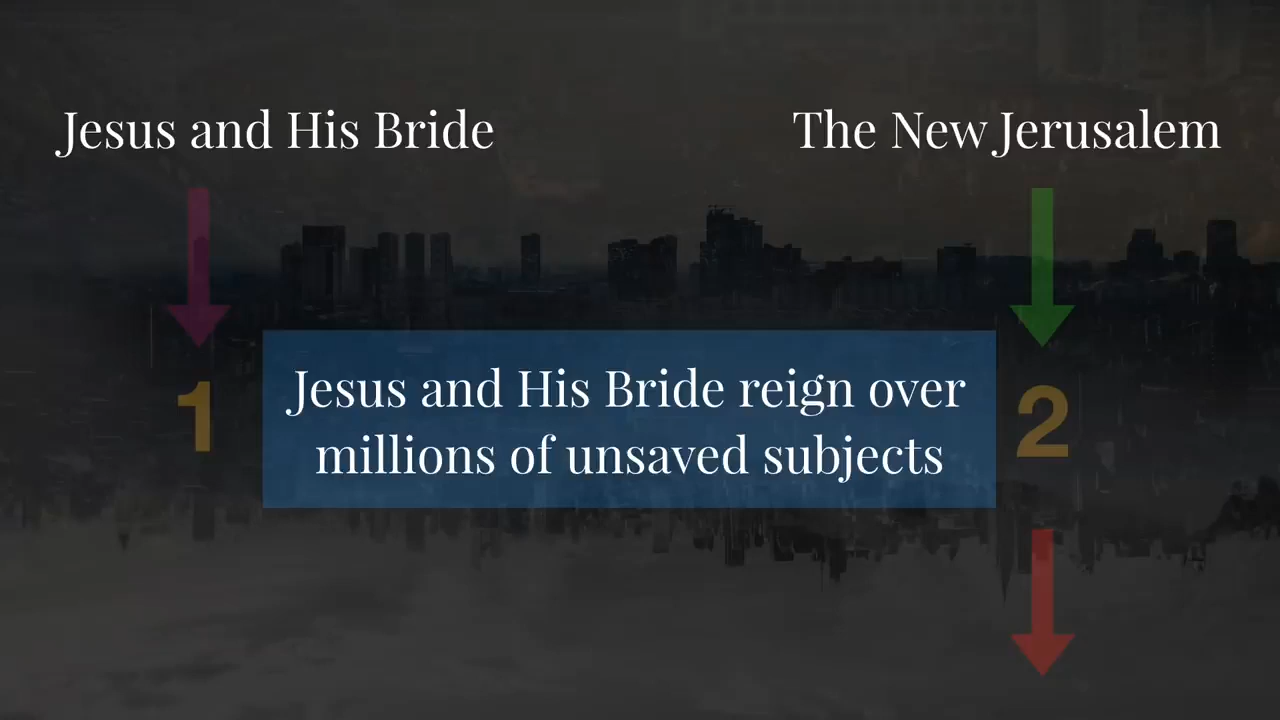 Jesus and His Bride
The New Jerusalem
1
Jesus and His Bride reign over
millions of unsaved subjects
2